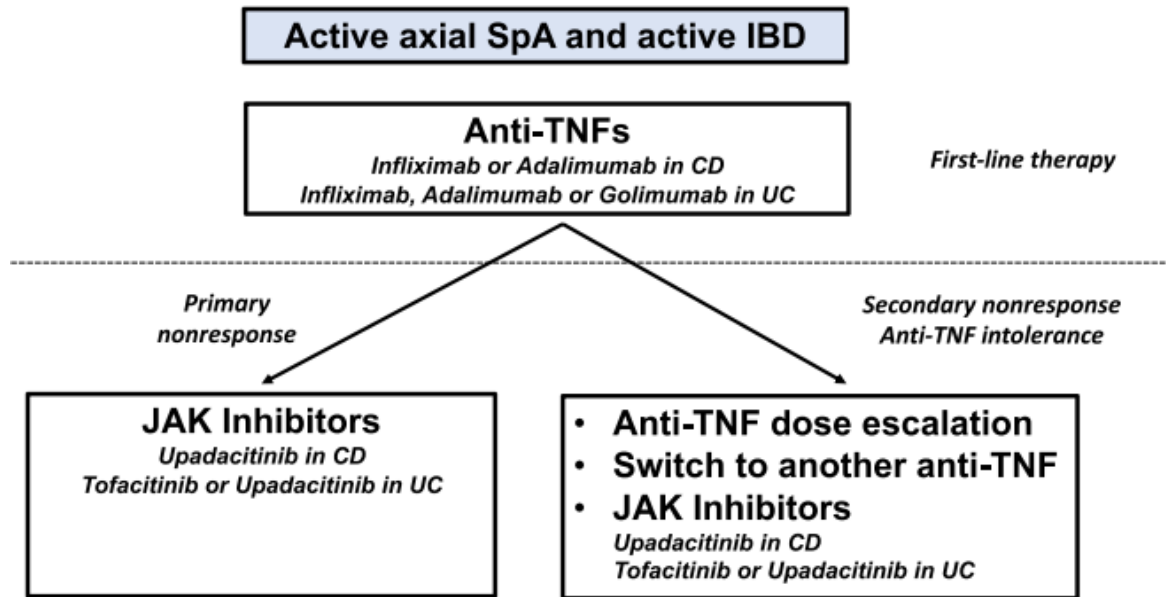 Active axial SpA and active IBD
Anti-TNFs
Infliximab or Adalimumab in CD
Infliximab, Adalimumab or Golimumab in UC
First-line therapy
Primary
nonresponse
Secondary nonresponse
Anti-TNF intolerance
JAK Inhibitors
Upadacitinib in CD
Tofacitinib or Upadacitinib in UC
• Anti-TNF dose escalation
• Switch to another anti-TNF
• JAK Inhibitors
Upadacitinib in CD
Tofacitinib or Upadacitinib in UC